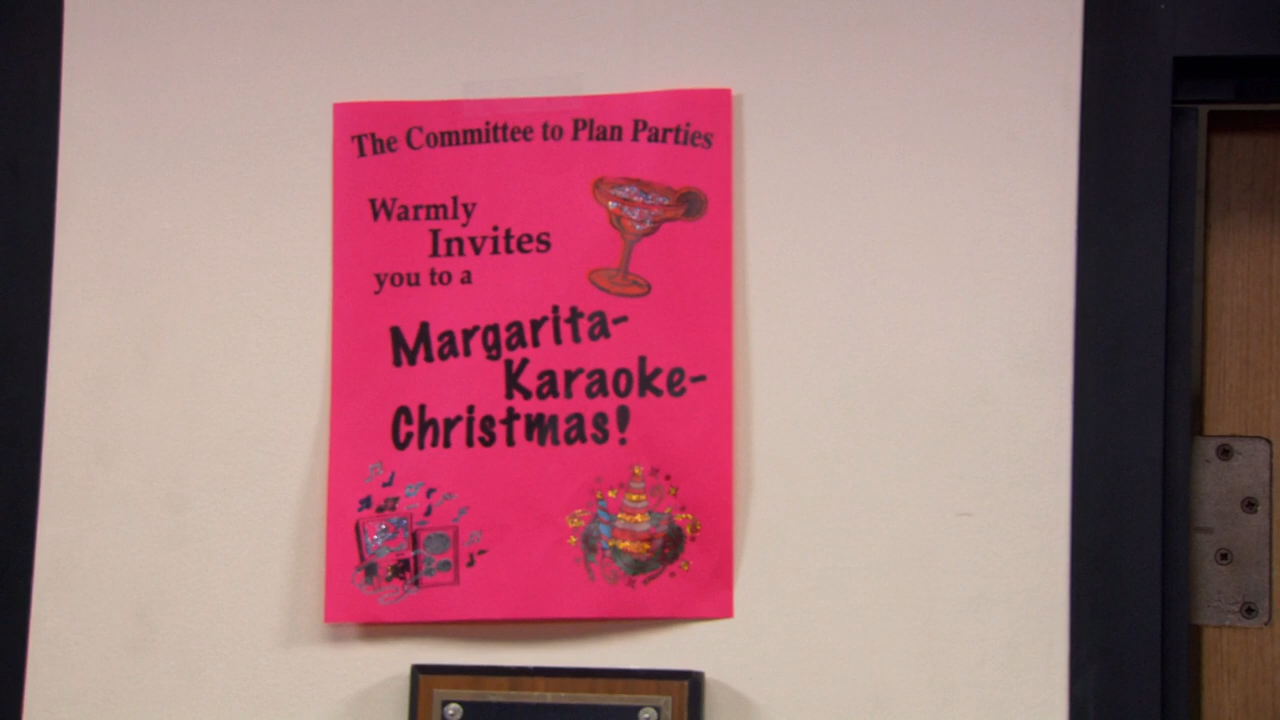 The Committee to Plan Parties
Warmly
Invites
you to a
Margarita-
Karaoke-
Christmas!